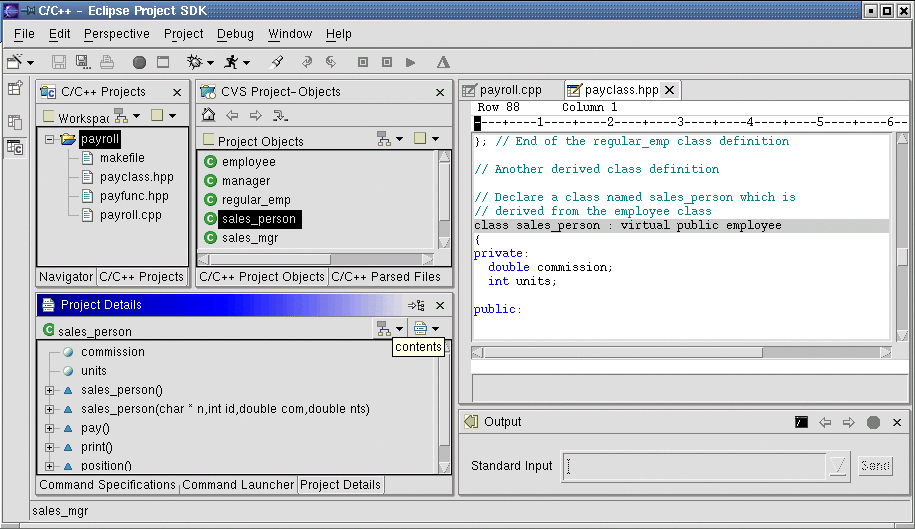 C/C++ - Eclipse Project SDK
File Edit Perspective Project Debug Window Help
C/C++ Projects
Workspac
payroll
makefile
payclass.hpp
payfunc.hpp
payroll.cpp
Navigator C/C++ Projects
CVS Project-Objects
Project Objects
employee
manager
regular_emp
sales_person
sales_mgr
C/C++ Project Objects C/C++ Parsed Files
payroll.cpp payclass.hpp
Row 88 Column 1
----+----1----+----2----+----3----+----4----+----5----+----6--
}; // End of the regular_emp class definition
// Another derived class definition
// Declare a class named sales_person which is
// derived from the employee class
class sales_person : virtual public employee
{
private:
double commission;
int units;
public:
Project Details
sales_person
contents
commission
units
sales_person()
sales_person(char * n,int id,double com,double nts)
pay()
print()
position()
Command Specifications Command Launcher Project Details
Output
Standard Input
Send
sales_mgr